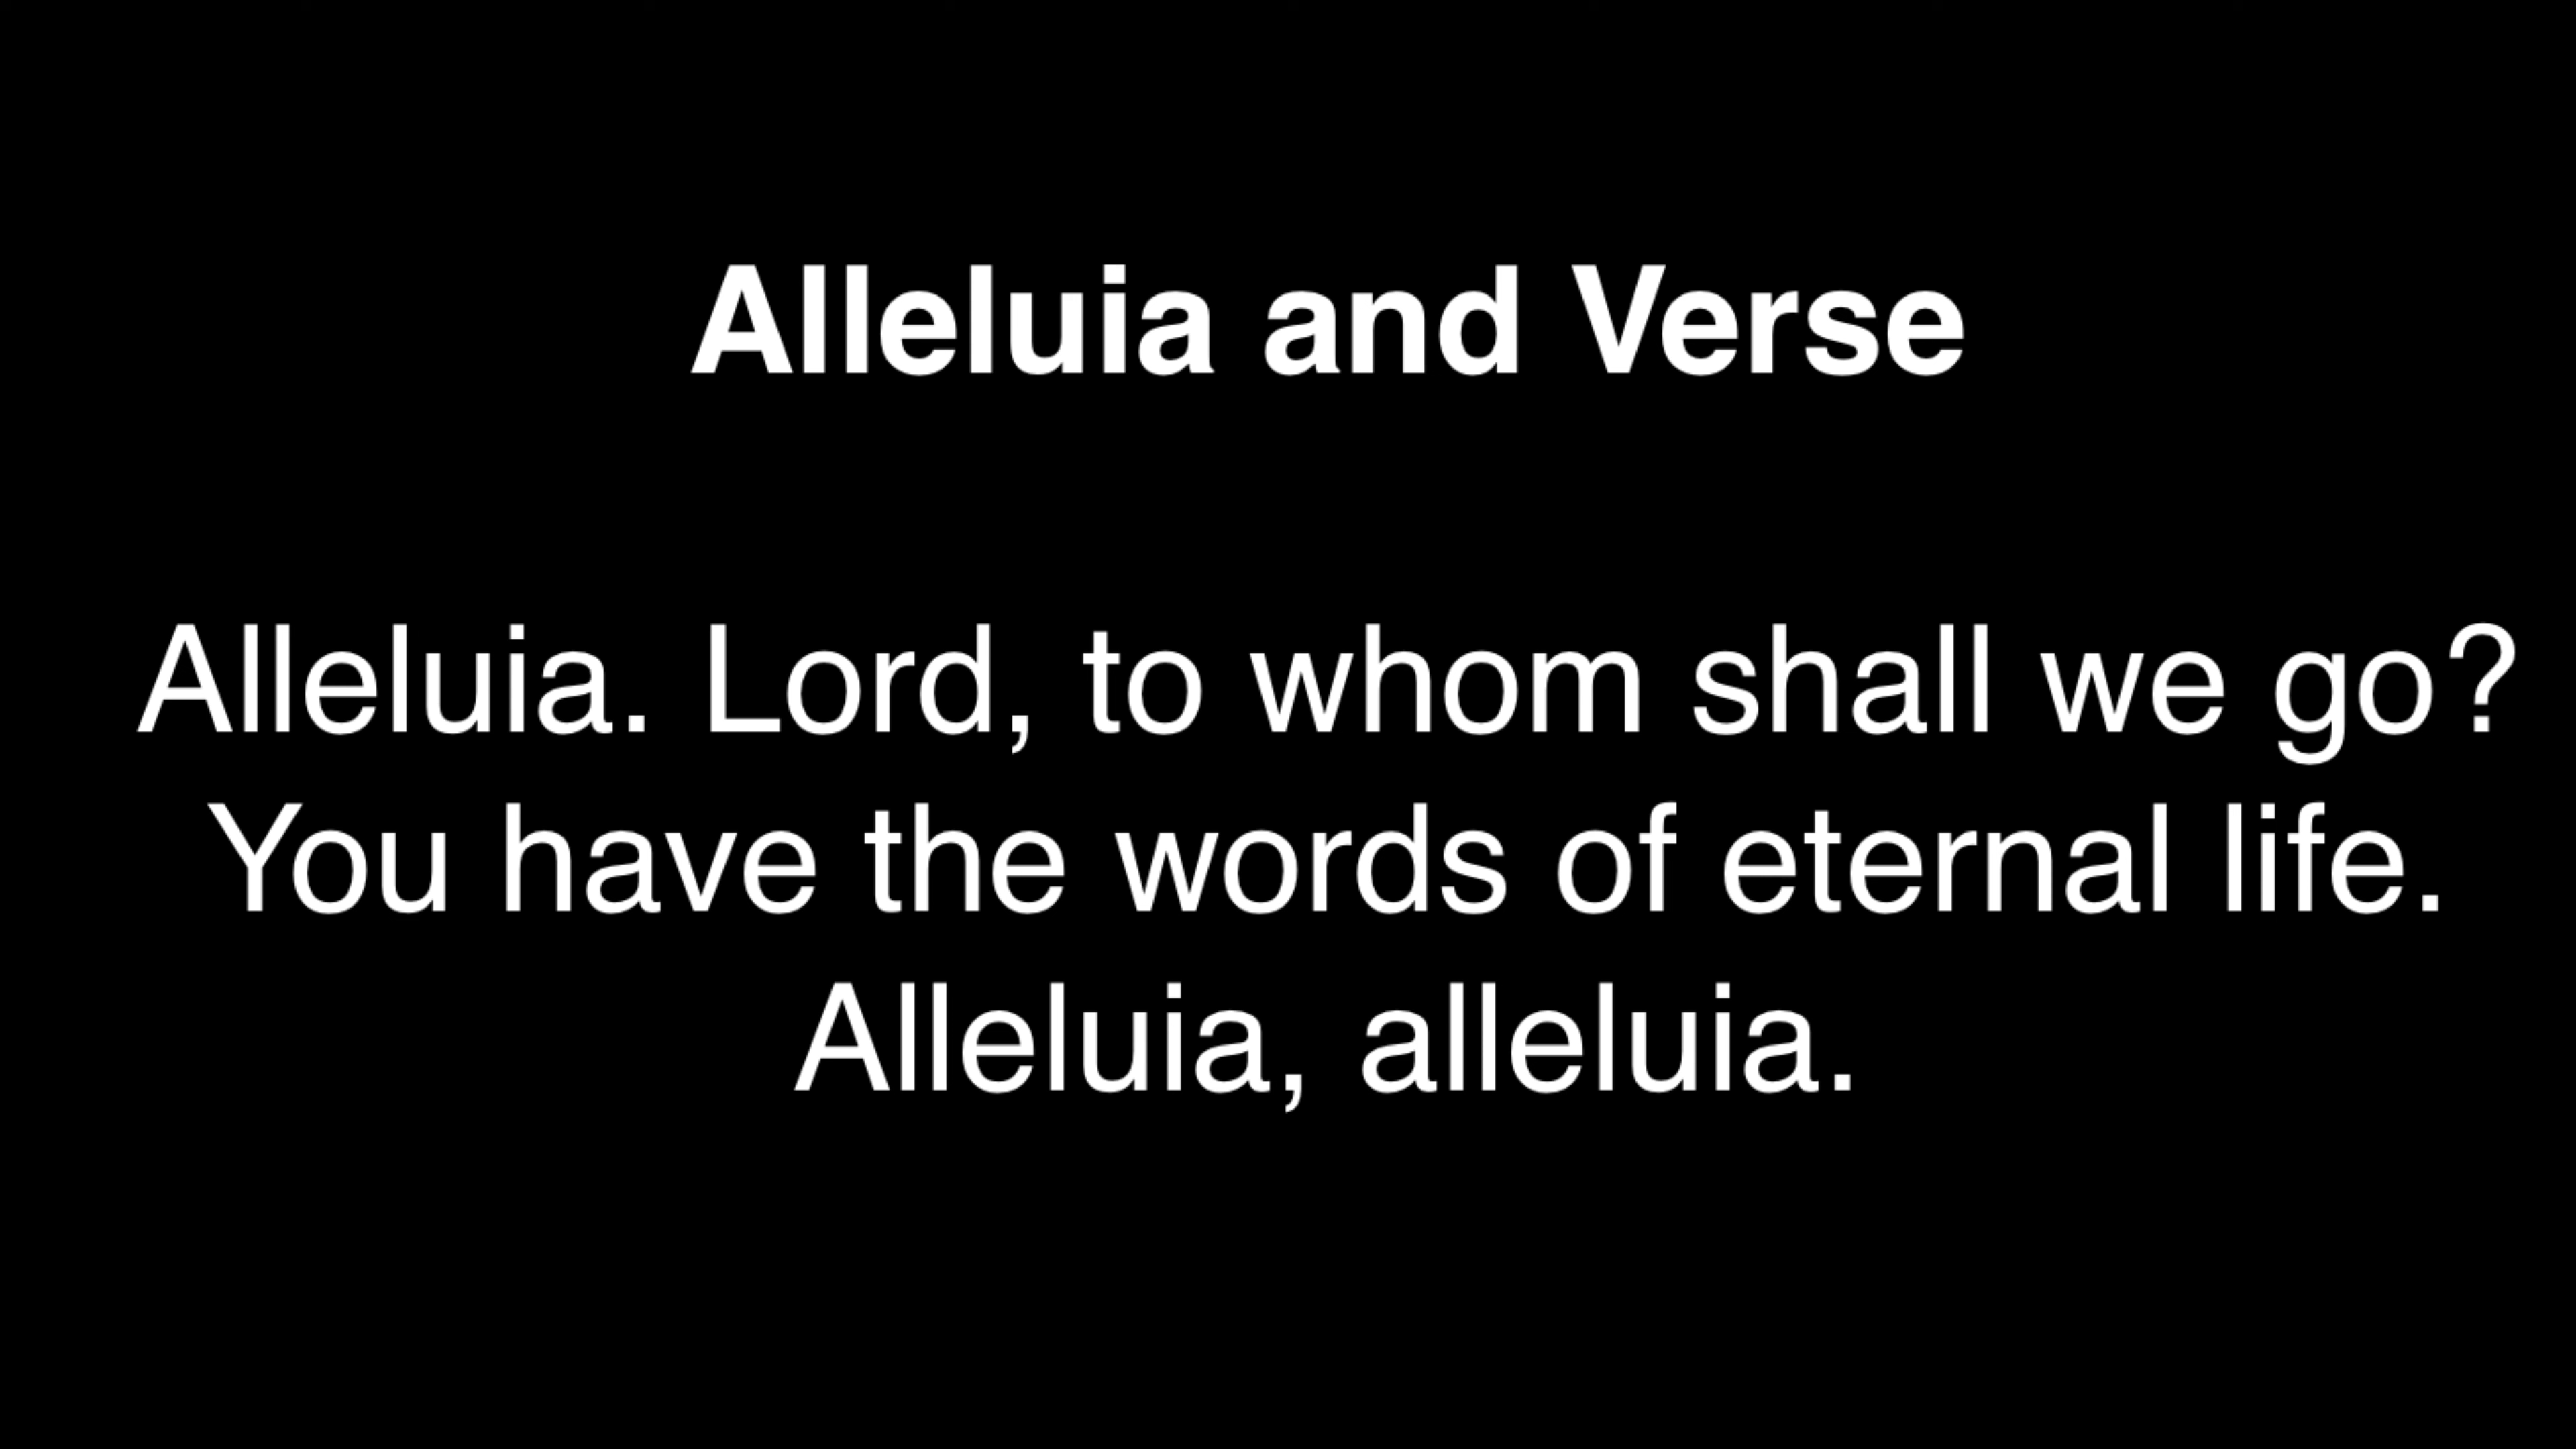 Alleluia and Verse
Alleluia. Lord, to whom shall we go?
You have the words of eternal life.
Alleluia, alleluia.